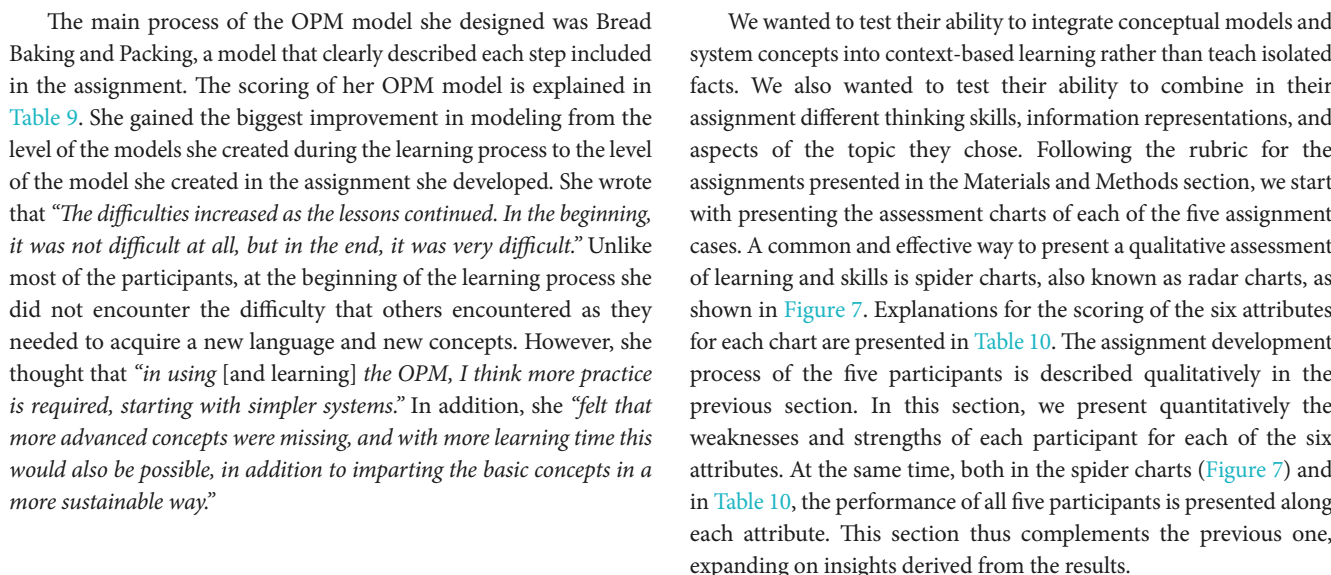 The main process of the OPM model she designed was Bread
Baking and Packing, a model that clearly described each step included
in the assignment. The scoring of her OPM model is explained in
Table 9. She gained the biggest improvement in modeling from the
level of the models she created during the learning process to the level
of the model she created in the assignment she developed. She wrote
that “The difficulties increased as the lessons continued. In the beginning,
it was not difficult at all, but in the end, it was very difficult.” Unlike
most of the participants, at the beginning of the learning process she
did not encounter the difficulty that others encountered as they
needed to acquire a new language and new concepts. However, she
thought that “in using [and learning] the OPM, I think more practice
is required, starting with simpler systems.” In addition, she “felt that
more advanced concepts were missing, and with more learning time this
would also be possible, in addition to imparting the basic concepts in a
more sustainable way.”
We wanted to test their ability to integrate conceptual models and
system concepts into context-based learning rather than teach isolated
facts. We also wanted to test their ability to combine in their
assignment different thinking skills, information representations, and
aspects of the topic they chose. Following the rubric for the
assignments presented in the Materials and Methods section, we start
with presenting the assessment charts of each of the five assignment
cases. A common and effective way to present a qualitative assessment
of learning and skills is spider charts, also known as radar charts, as
shown in Figure 7. Explanations for the scoring of the six attributes
for each chart are presented in Table 10. The assignment development
process of the five participants is described qualitatively in the
previous section. In this section, we present quantitatively the
weaknesses and strengths of each participant for each of the six
attributes. At the same time, both in the spider charts (Figure 7) and
in Table 10, the performance of all five participants is presented along
each attribute. This section thus complements the previous one,
expanding on insights derived from the results.